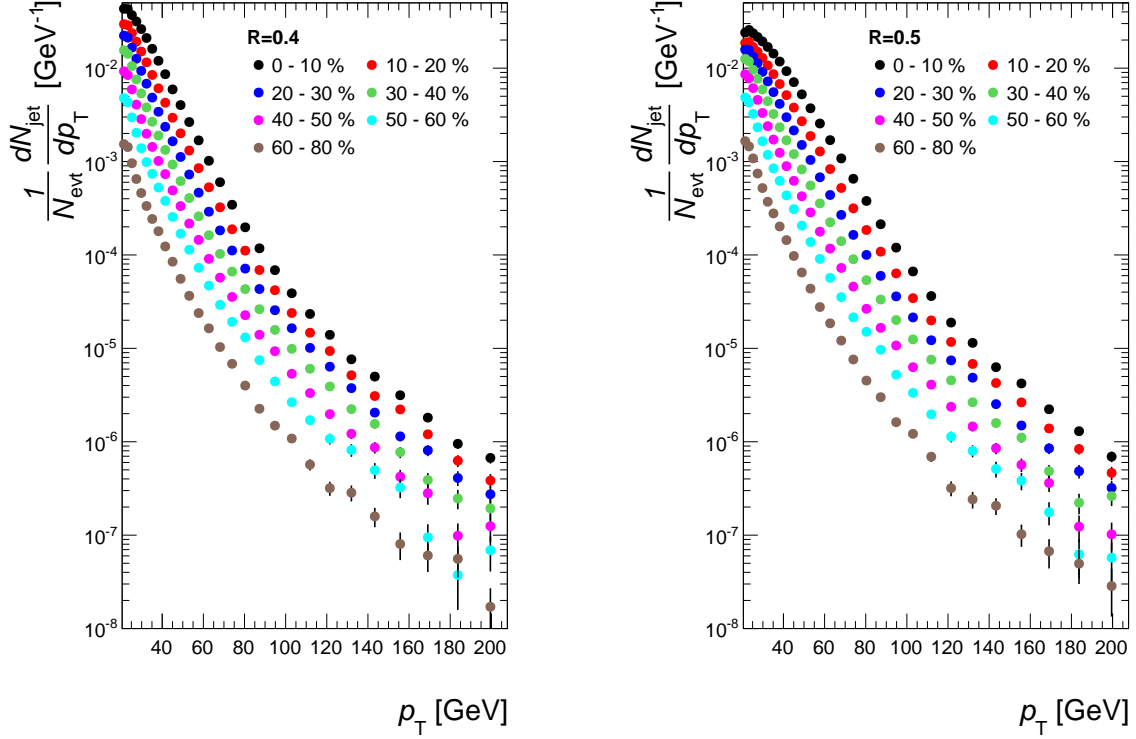 1/N_evt dN_jet/dp_T [GeV^-1]
R=0.4
0 - 10 % 10 - 20 %
20 - 30 % 30 - 40 %
40 - 50 % 50 - 60 %
60 - 80 %
10^-2
10^-3
10^-4
10^-5
10^-6
10^-7
10^-8
20 40 60 80 100 120 140 160 180 200
p_T [GeV]
1/N_evt dN_jet/dp_T [GeV^-1]
R=0.5
0 - 10 % 10 - 20 %
20 - 30 % 30 - 40 %
40 - 50 % 50 - 60 %
60 - 80 %
10^-2
10^-3
10^-4
10^-5
10^-6
10^-7
10^-8
20 40 60 80 100 120 140 160 180 200
p_T [GeV]